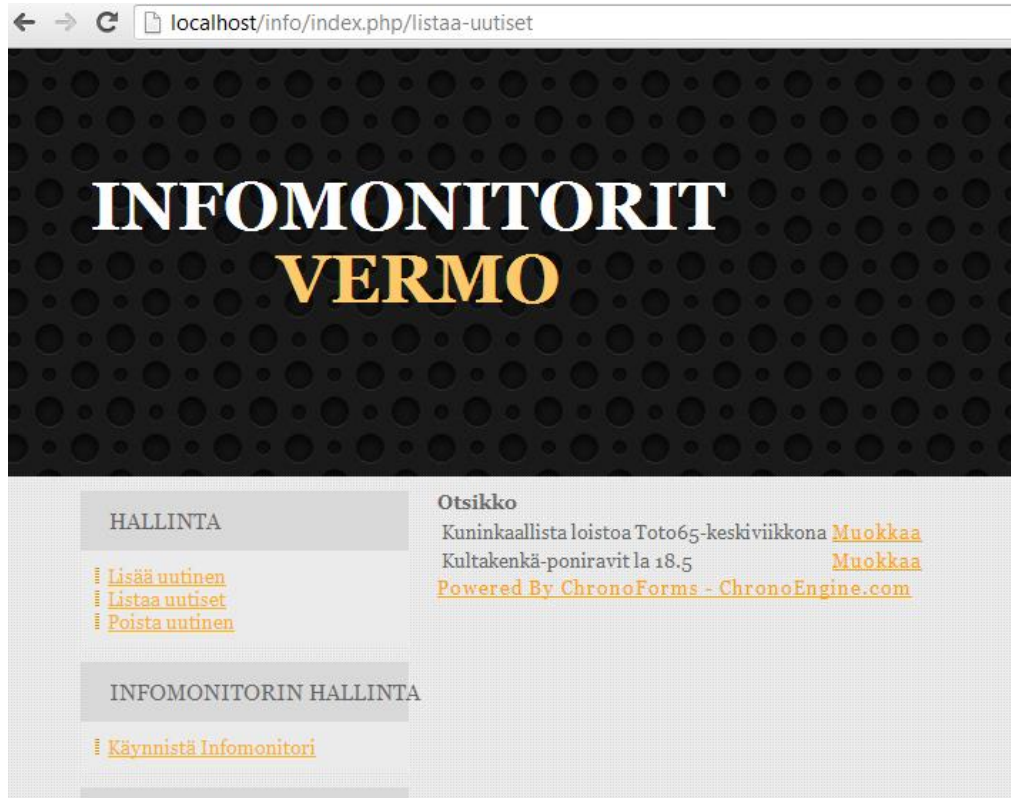 localhost/info/index.php/listaa-uutiset
INFOMONITORIT
VERMO
HALLINTA
Lisää uutinen
Listaa uutiset
Poista uutinen
INFOMONITORIN HALLINTA
Käynnistä Infomonitori
Otsikko
Kuninkaallista loistoa Toto65-keskiviikkona Muokkaa
Kultakenkä-poniravit la 18.5 Muokkaa
Powered By ChronoForms - ChronoEngine.com